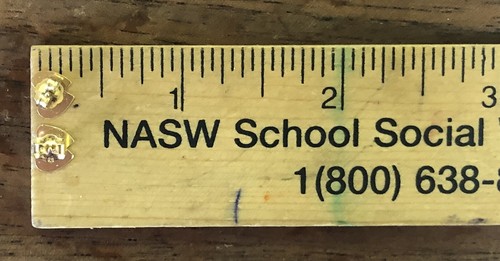 1 2 3
NASW School Social
1(800) 638-